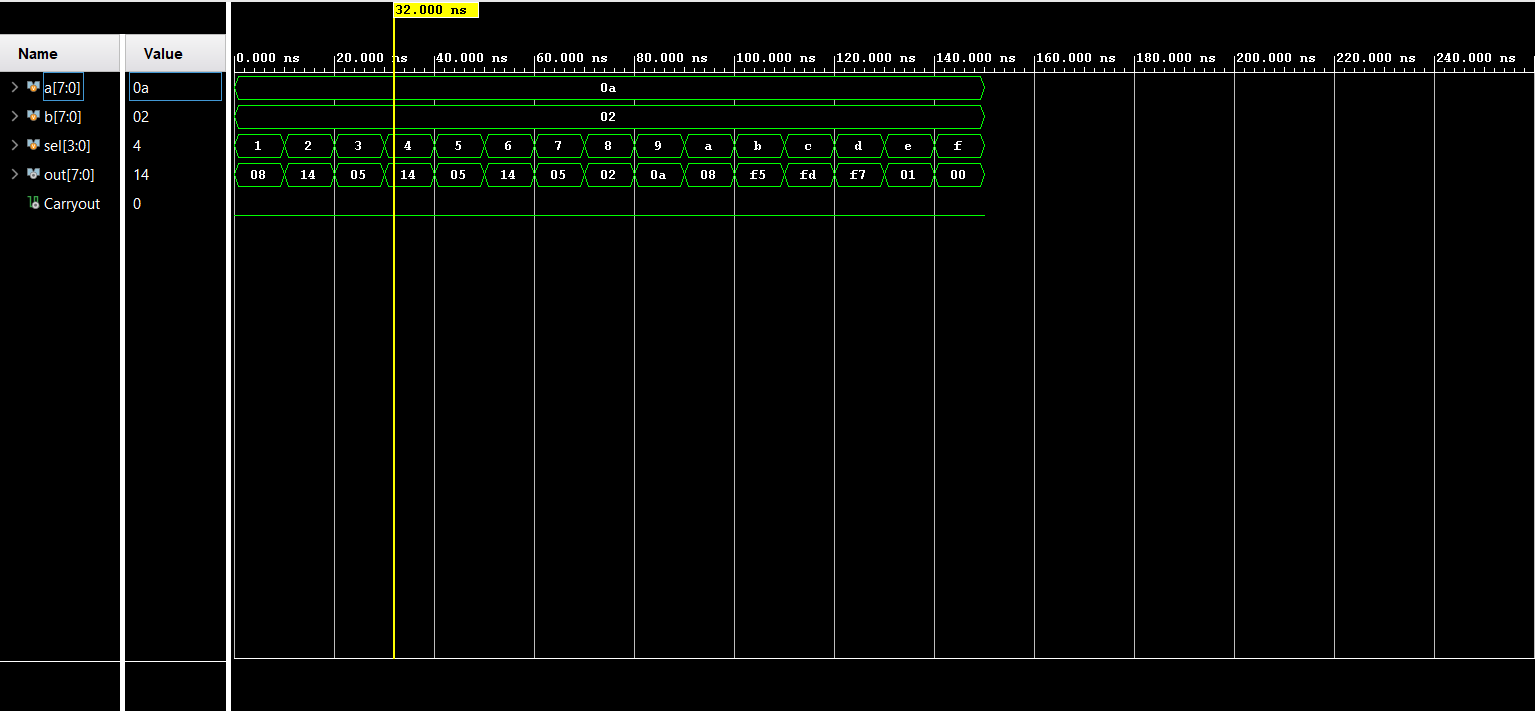 32.000 ns
Name Value
0.000 ns 20.000 ns 40.000 ns 60.000 ns 80.000 ns 100.000 ns 120.000 ns 140.000 ns 160.000 ns 180.000 ns 200.000 ns 220.000 ns 240.000 ns
a[7:0] 0a 0a
b[7:0] 02 02
sel[3:0] 4 1 2 3 4 5 6 7 8 9 a b c d e f
out[7:0] 14 08 14 05 14 05 14 05 02 0a 08 f5 fd f7 01 00
Carryout 0